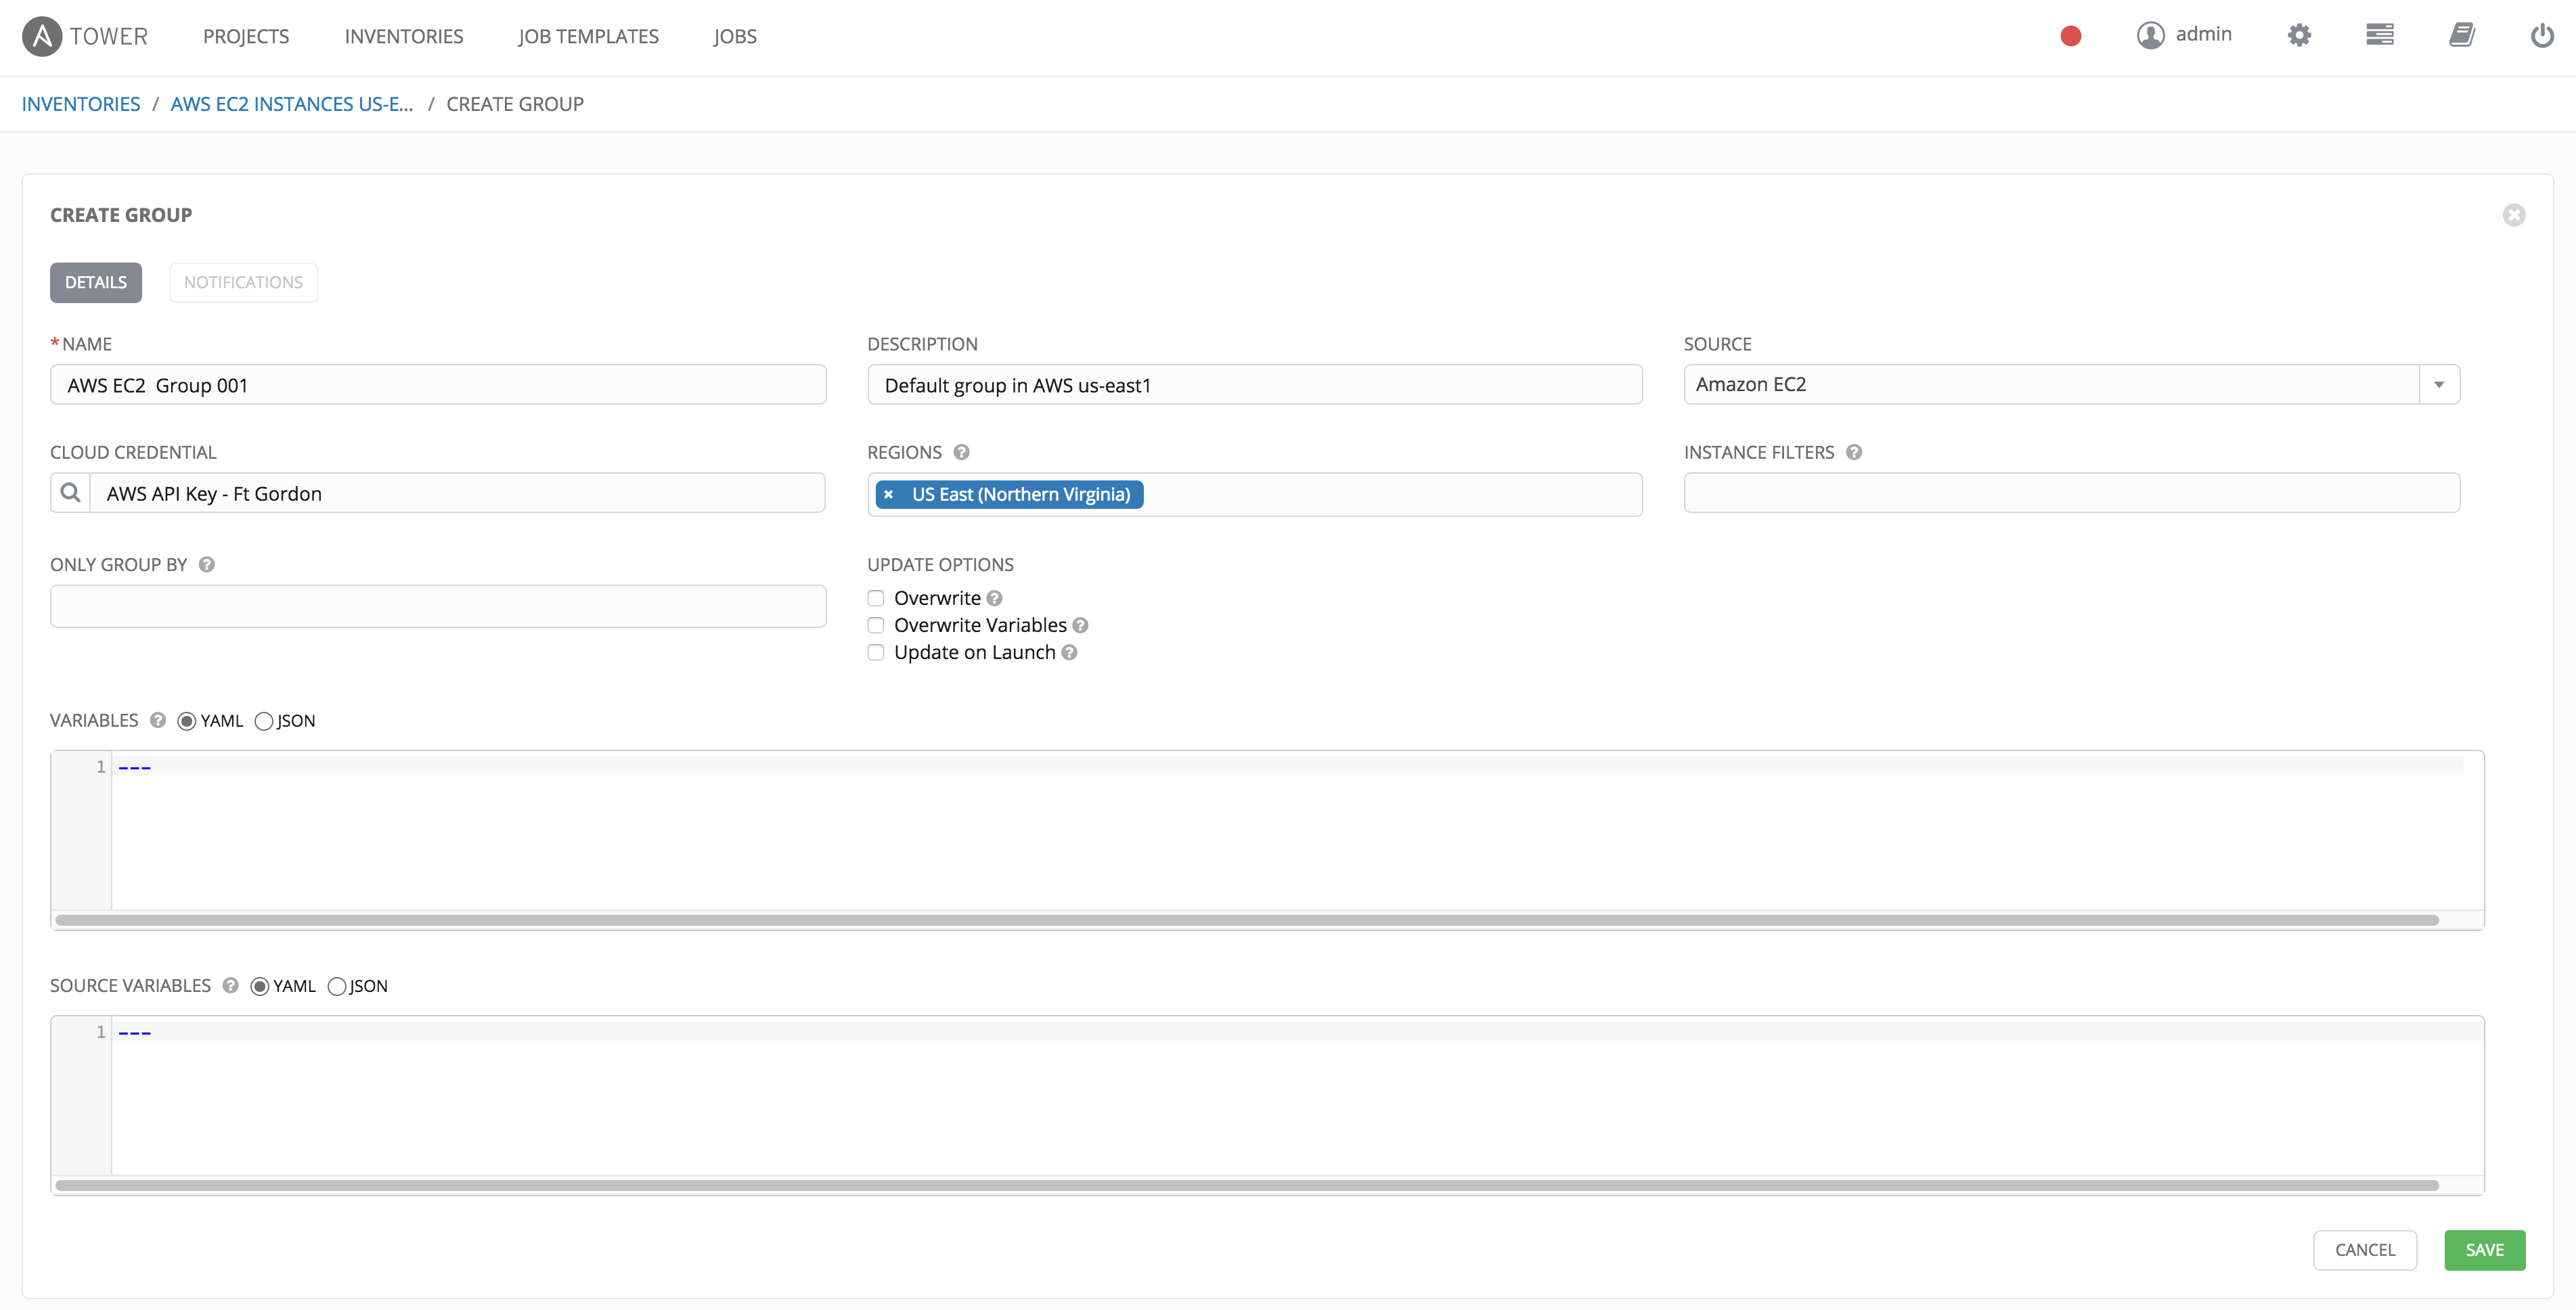 A TOWER PROJECTS INVENTORIES JOB TEMPLATES JOBS admin
INVENTORIES / AWS EC2 INSTANCES US-E... / CREATE GROUP
CREATE GROUP
DETAILS NOTIFICATIONS
* NAME DESCRIPTION SOURCE
AWS EC2  Group 001 Default group in AWS us-east1 Amazon EC2
CLOUD CREDENTIAL REGIONS ? INSTANCE FILTERS ?
AWS API Key - Ft Gordon × US East (Northern Virginia)
ONLY GROUP BY ? UPDATE OPTIONS
Overwrite ?
Overwrite Variables ?
Update on Launch ?
VARIABLES ? YAML JSON
1 ---
SOURCE VARIABLES ? YAML JSON
1 ---
CANCEL SAVE